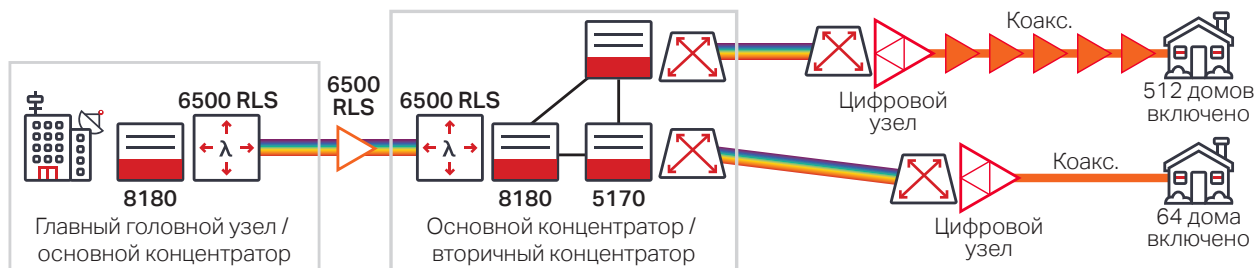 6500 RLS
8180
Главный головной узел /
основной концентратор
6500
RLS
6500 RLS
λ
λ
8180
5170
Основной концентратор /
вторичный концентратор
Цифровой
узел
Коакс.
512 домов
включено
Цифровой
узел
Коакс.
64 дома
включено